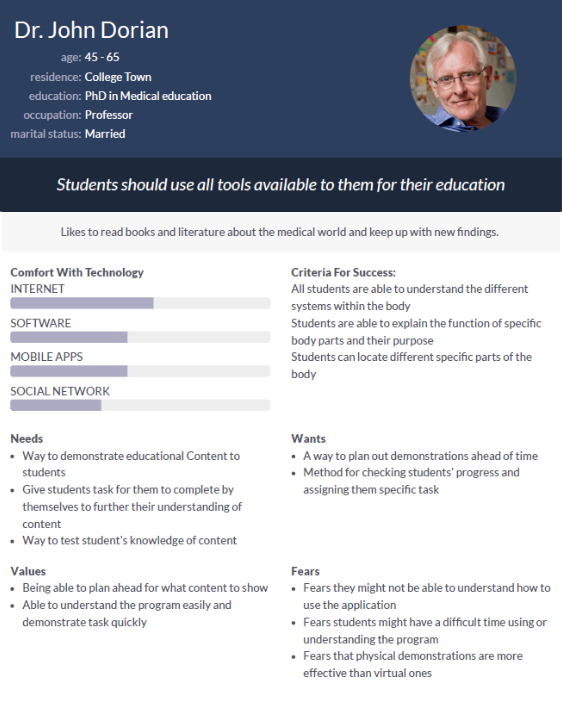 Dr. John Dorian
age: 45 - 65
residence: College Town
education: PhD in Medical education
occupation: Professor
marital status: Married
Students should use all tools available to them for their education
Likes to read books and literature about the medical world and keep up with new findings.
Comfort With Technology
INTERNET
SOFTWARE
MOBILE APPS
SOCIAL NETWORK
Criteria For Success:
All students are able to understand the different
systems within the body
Students are able to explain the function of specific
body parts and their purpose
Students can locate different specific parts of the
body
Needs
• Way to demonstrate educational Content to
students
• Give students task for them to complete by
themselves to further their understanding of
content
• Way to test student's knowledge of content
Wants
• A way to plan out demonstrations ahead of time
• Method for checking students' progress and
assigning them specific task
Values
• Being able to plan ahead for what content to show
• Able to understand the program easily and
demonstrate task quickly
Fears
• Fears they might not be able to understand how to
use the application
• Fears students might have a difficult time using or
understanding the program
• Fears that physical demonstrations are more
effective than virtual ones